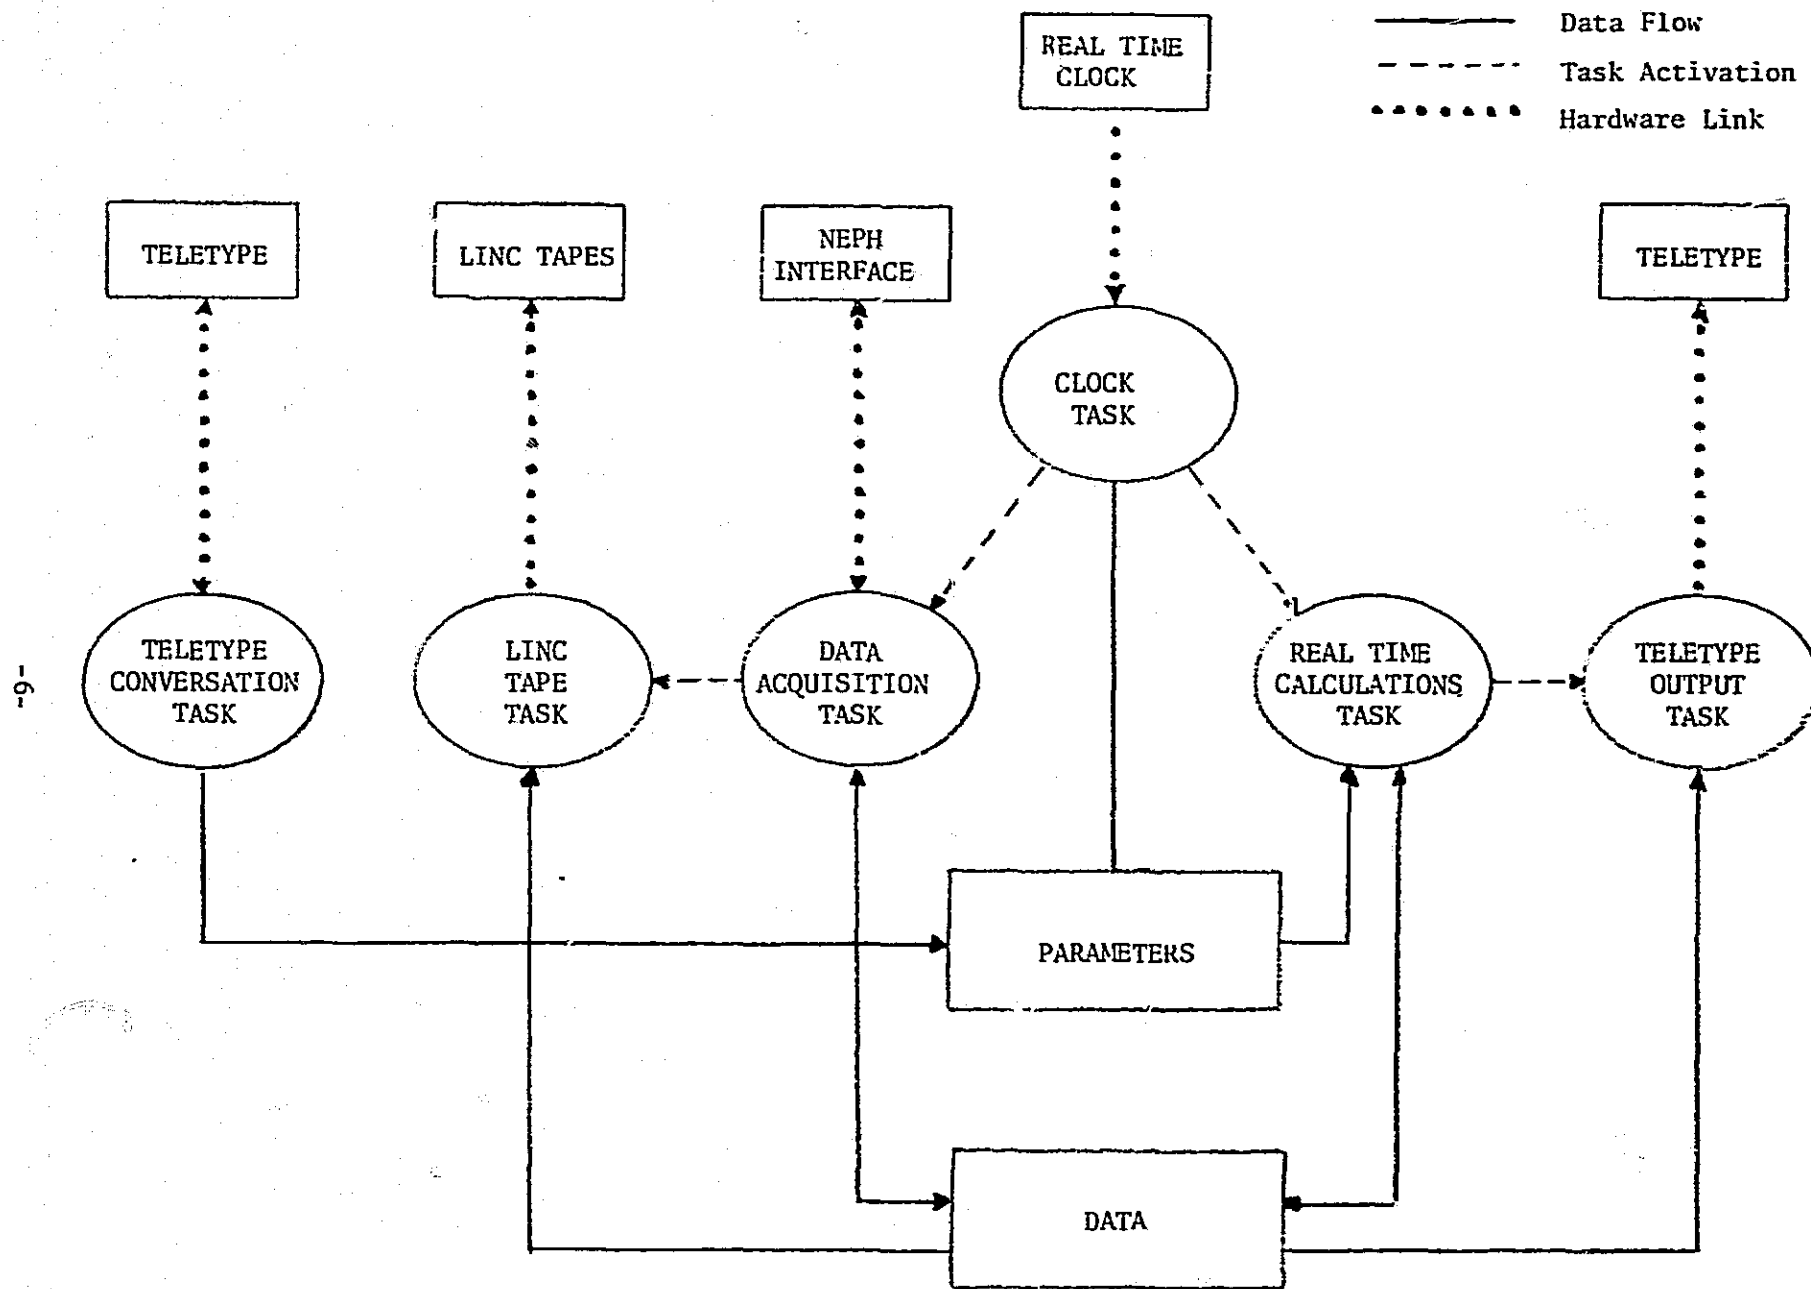 Data Flow
Task Activation
Hardware Link
REAL TIME
CLOCK
TELETYPE
LINC TAPES
NEPH
INTERFACE
TELETYPE
CLOCK
TASK
TELETYPE
CONVERSATION
TASK
LINC
TAPE
TASK
DATA
ACQUISITION
TASK
REAL TIME
CALCULATIONS
TASK
TELETYPE
OUTPUT
TASK
PARAMETERS
DATA
-6-